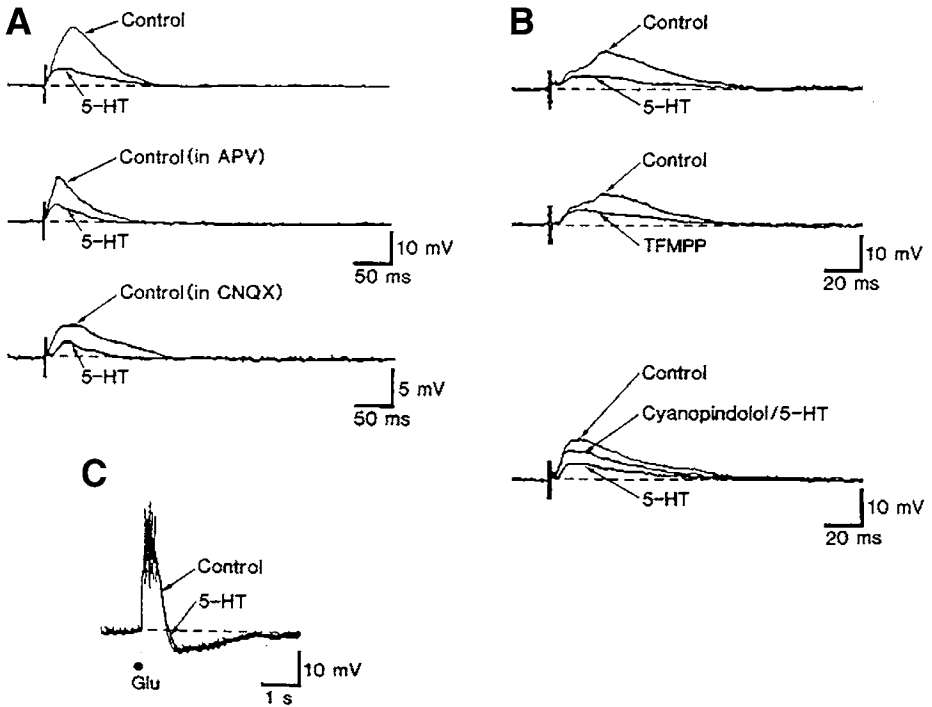 A
Control
5-HT
Control (in APV)
5-HT
10 mV
50 ms
Control (in CNQX)
5-HT
5 mV
50 ms
B
Control
5-HT
Control
TFMPP
10 mV
20 ms
Control
Cyanopindolol/5-HT
5-HT
10 mV
20 ms
C
Control
5-HT
Glu
10 mV
1 s